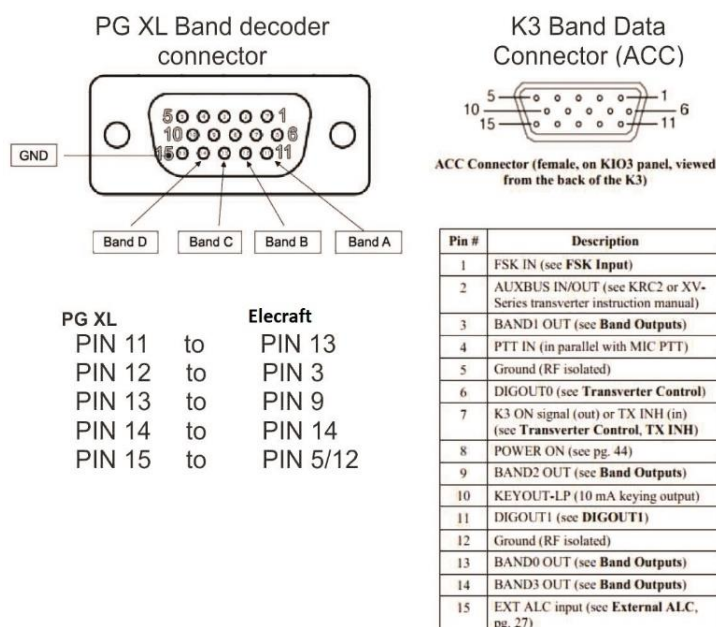 PG XL Band decoder
connector
5 1
10 6
15 11
GND
Band D Band C Band B Band A
PG XL Elecraft
PIN 11 to PIN 13
PIN 12 to PIN 3
PIN 13 to PIN 9
PIN 14 to PIN 14
PIN 15 to PIN 5/12
K3 Band Data
Connector (ACC)
5 1
10 6
15 11
ACC Connector (female, on KIO3 panel, viewed
from the back of the K3)
Pin # Description
1 FSK IN (see FSK Input)
2 AUXBUS IN/OUT (see KRC2 or XV-
Series transverter instruction manual)
3 BAND1 OUT (see Band Outputs)
4 PTT IN (in parallel with MIC PTT)
5 Ground (RF isolated)
6 DIGOUT0 (see Transverter Control)
7 K3 ON signal (out) or TX INH (in)
(see Transverter Control, TX INH)
8 POWER ON (see pg. 44)
9 BAND2 OUT (see Band Outputs)
10 KEYOUT-LP (10 mA keying output)
11 DIGOUT1 (see DIGOUT1)
12 Ground (RF isolated)
13 BAND0 OUT (see Band Outputs)
14 BAND3 OUT (see Band Outputs)
15 EXT ALC input (see External ALC,
pg. 27)